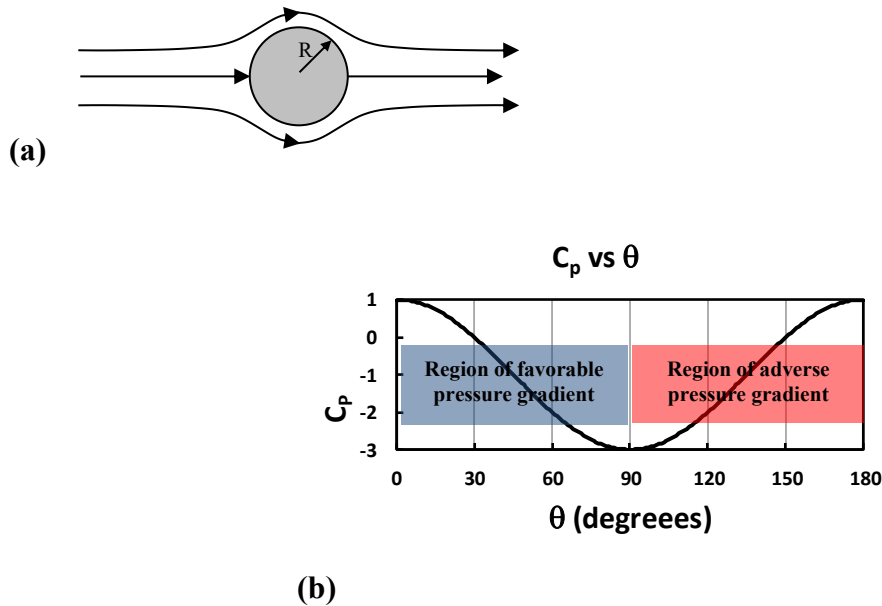 R
(a)
Cp vs θ
1
0
-1
-2
-3
CP
Region of favorable
pressure gradient
Region of adverse
pressure gradient
0 30 60 90 120 150 180
θ (degreees)
(b)